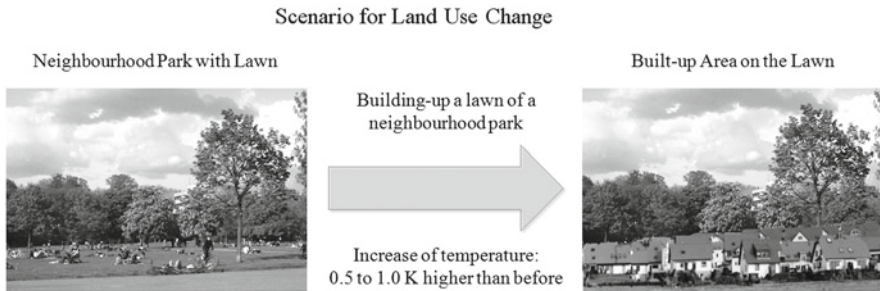 Scenario for Land Use Change
Neighbourhood Park with Lawn
Built-up Area on the Lawn
Building-up a lawn of a
neighbourhood park
Increase of temperature:
0.5 to 1.0 K higher than before